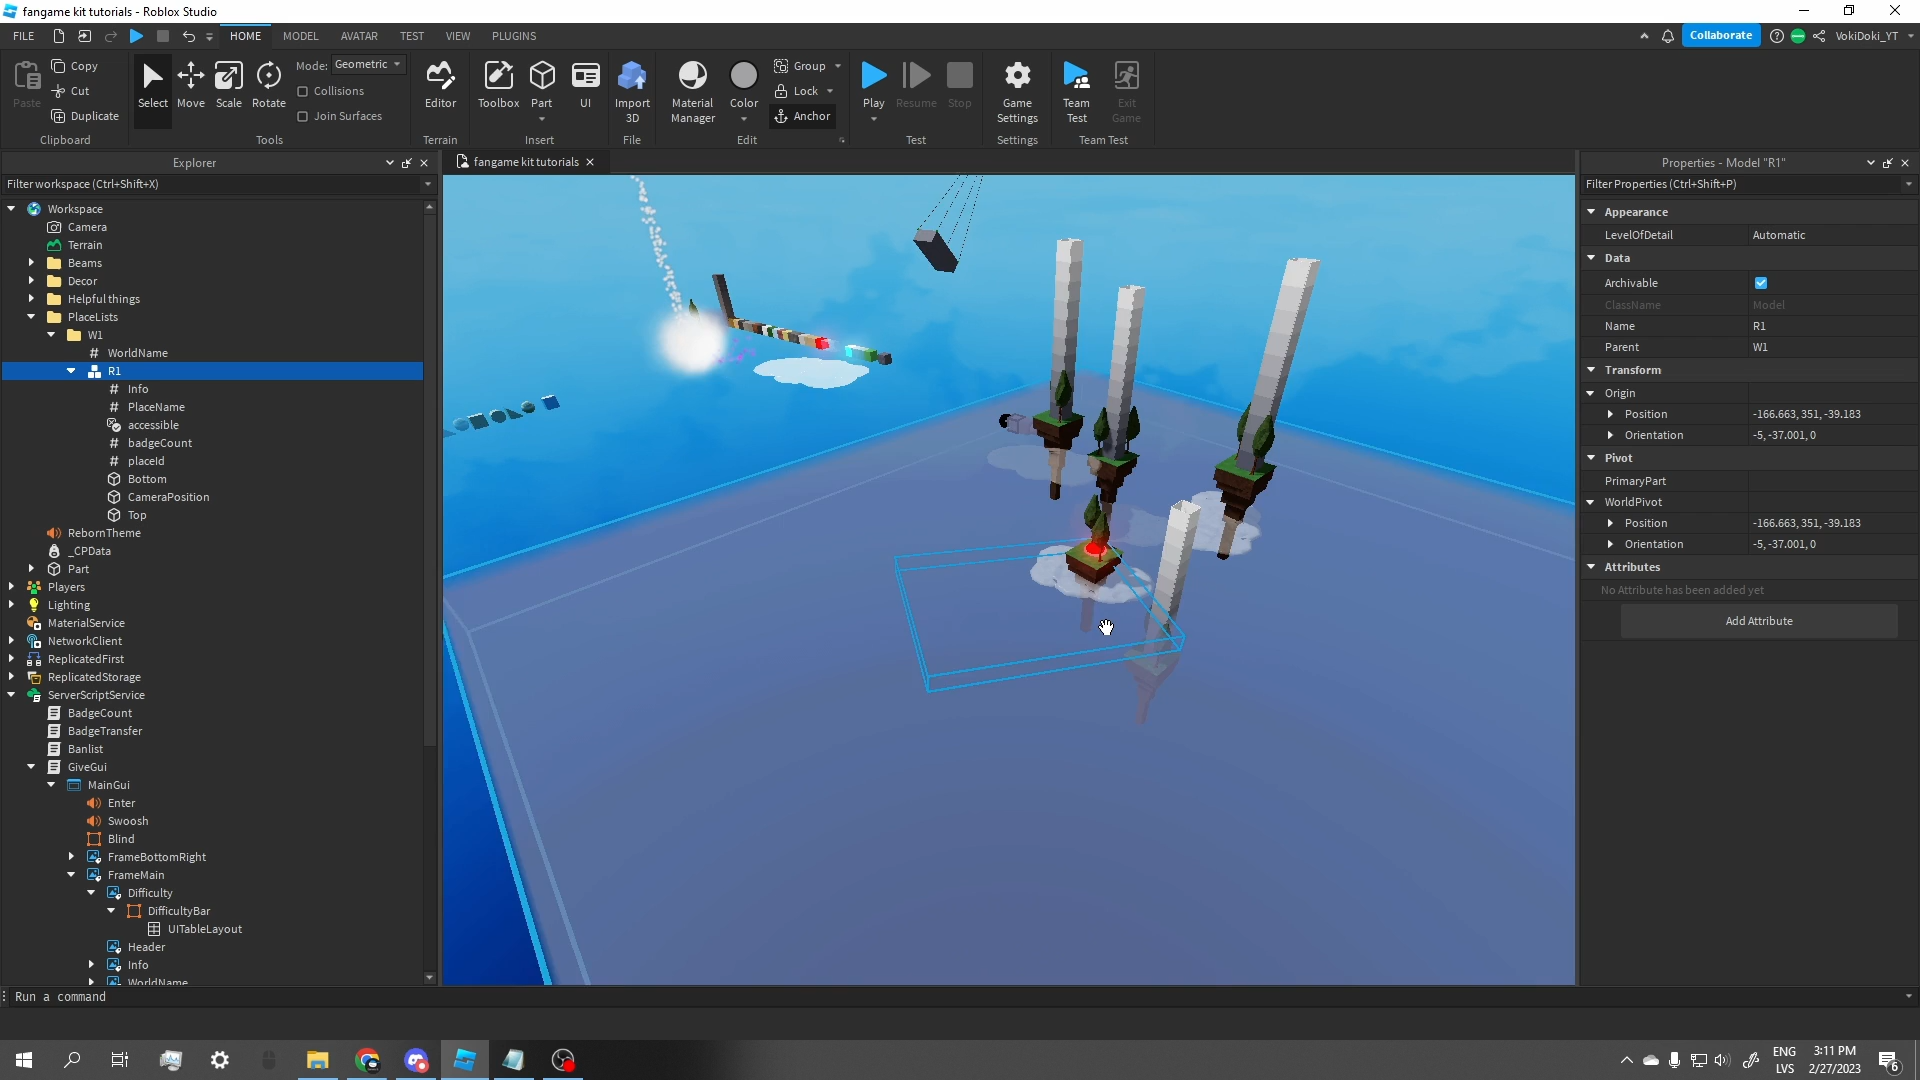 fangame kit tutorials - Roblox Studio
FILE
HOME
MODEL
AVATAR
TEST
VIEW
PLUGINS
Collaborate
VokiDoki_YT
Paste
Copy
Cut
Duplicate
Clipboard
Select
Move
Scale
Rotate
Mode:
Geometric
Collisions
Join Surfaces
Tools
Editor
Terrain
Toolbox
Part
UI
Insert
Import
3D
File
Material
Manager
Color
Group
Lock
Anchor
Edit
Play
Resume
Stop
Test
Game
Settings
Settings
Team
Test
Exit
Game
Team Test
Explorer
Filter workspace (Ctrl+Shift+X)
Workspace
Camera
Terrain
Beams
Decor
Helpful things
PlaceLists
W1
WorldName
R1
Info
PlaceName
accessible
badgeCount
placeId
Bottom
CameraPosition
Top
RebornTheme
_CPData
Part
Players
Lighting
MaterialService
NetworkClient
ReplicatedFirst
ReplicatedStorage
ServerScriptService
BadgeCount
BadgeTransfer
Banlist
GiveGui
MainGui
Enter
Swoosh
Blind
FrameBottomRight
FrameMain
Difficulty
DifficultyBar
UITableLayout
Header
Info
WorldName
fangame kit tutorials
Properties - Model "R1"
Filter Properties (Ctrl+Shift+P)
Appearance
LevelOfDetail Automatic
Data
Archivable
ClassName Model
Name R1
Parent W1
Transform
Origin
Position -166.663, 351, -39.183
Orientation -5, -37.001, 0
Pivot
PrimaryPart
WorldPivot
Position -166.663, 351, -39.183
Orientation -5, -37.001, 0
Attributes
No Attribute has been added yet
Add Attribute
Run a command
ENG
LVS
3:11 PM
2/27/2023
6